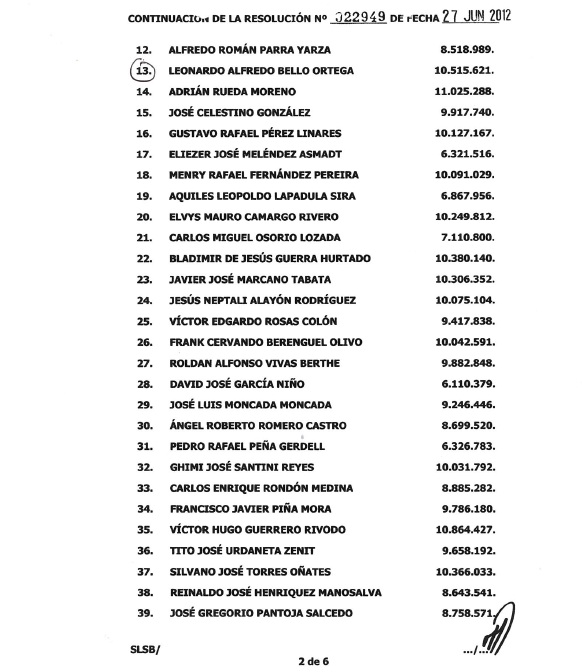 CONTINUACIÓN DE LA RESOLUCIÓN Nº 022949 DE FECHA 27 JUN 2012
12. ALFREDO ROMÁN PARRA YARZA 8.518.989.
13. LEONARDO ALFREDO BELLO ORTEGA 10.515.621.
14. ADRIÁN RUEDA MORENO 11.025.288.
15. JOSÉ CELESTINO GONZÁLEZ 9.917.740.
16. GUSTAVO RAFAEL PÉREZ LINARES 10.127.167.
17. ELIEZER JOSÉ MELÉNDEZ ASMADT 6.321.516.
18. MENRY RAFAEL FERNÁNDEZ PEREIRA 10.091.029.
19. AQUILES LEOPOLDO LAPADULA SIRA 6.867.956.
20. ELVYS MAURO CAMARGO RIVERO 10.249.812.
21. CARLOS MIGUEL OSORIO LOZADA 7.110.800.
22. BLADIMIR DE JESÚS GUERRA HURTADO 10.380.140.
23. JAVIER JOSÉ MARCANO TABATA 10.306.352.
24. JESÚS NEPTALI ALAYÓN RODRÍGUEZ 10.075.104.
25. VÍCTOR EDGARDO ROSAS COLÓN 9.417.838.
26. FRANK CERVANDO BERENGUEL OLIVO 10.042.591.
27. ROLDAN ALFONSO VIVAS BERTHE 9.882.848.
28. DAVID JOSÉ GARCÍA NIÑO 6.110.379.
29. JOSÉ LUIS MONCADA MONCADA 9.246.446.
30. ÁNGEL ROBERTO ROMERO CASTRO 8.699.520.
31. PEDRO RAFAEL PEÑA GERDELL 6.326.783.
32. GHIMI JOSÉ SANTINI REYES 10.031.792.
33. CARLOS ENRIQUE RONDÓN MEDINA 8.885.282.
34. FRANCISCO JAVIER PIÑA MORA 9.786.180.
35. VÍCTOR HUGO GUERRERO RIVODO 10.864.427.
36. TITO JOSÉ URDANETA ZENIT 9.658.192.
37. SILVANO JOSÉ TORRES OÑATES 10.366.033.
38. REINALDO JOSÉ HENRIQUEZ MANOSALVA 8.643.541.
39. JOSÉ GREGORIO PANTOJA SALCEDO 8.758.571.
SLSB/ .../...
2 de 6